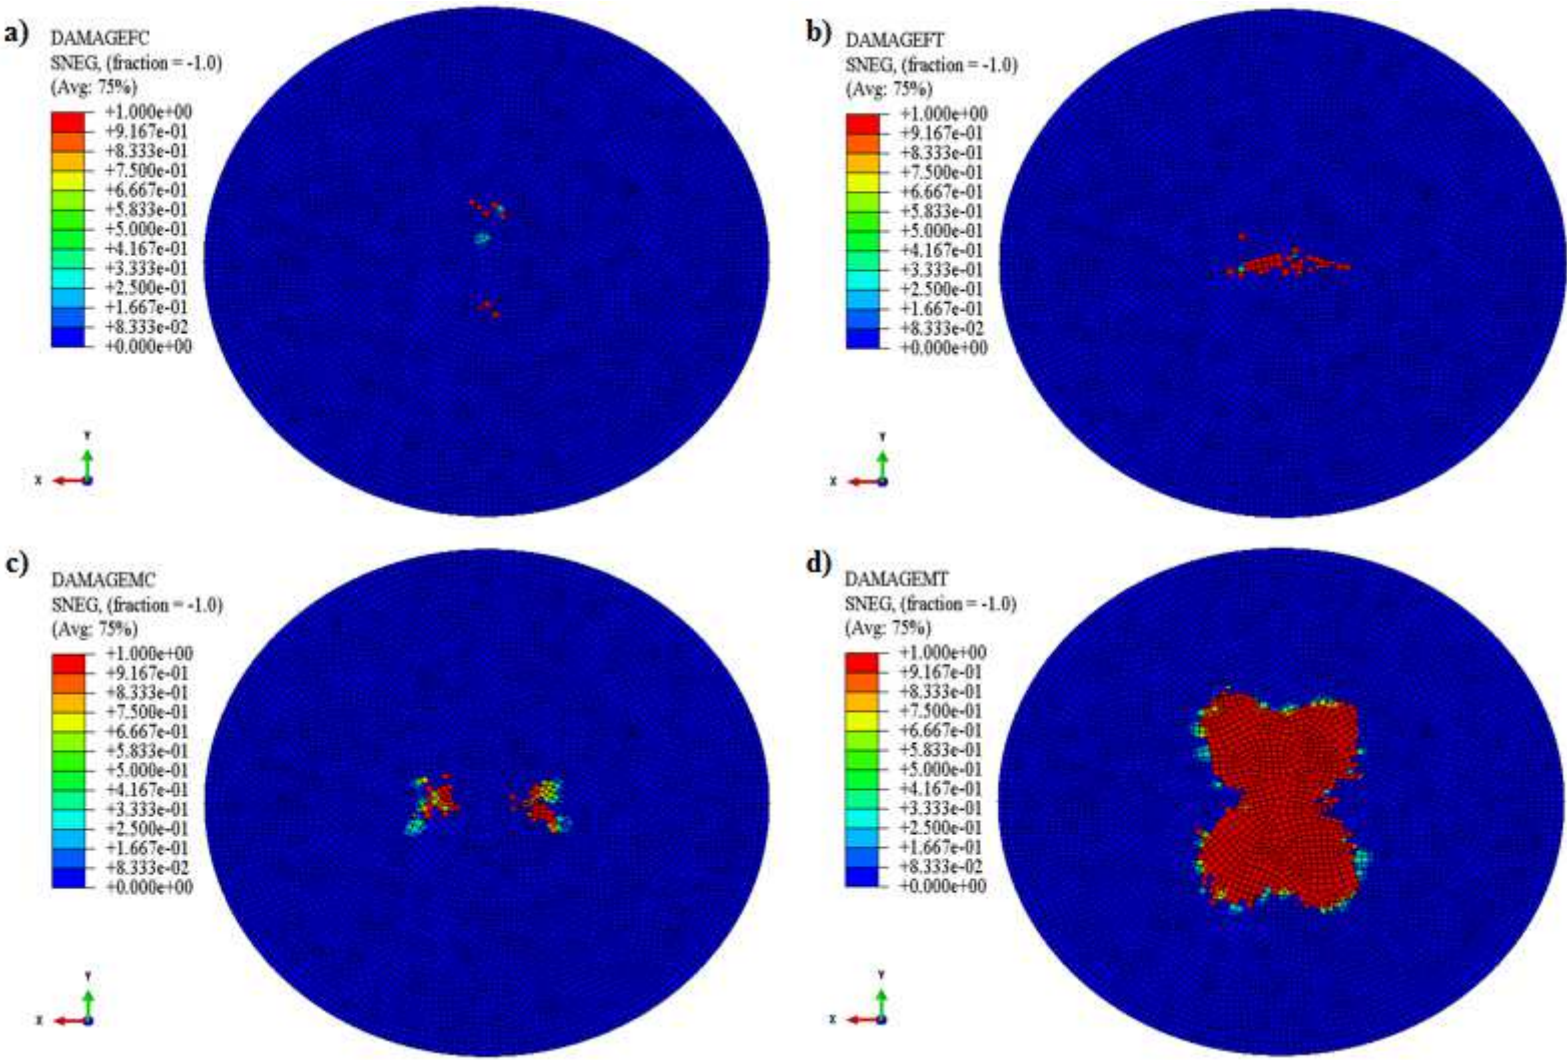 a)
DAMAGEFC
SNEG, (fraction = -1.0)
(Avg: 75%)
+1.000e+00
+9.167e-01
+8.333e-01
+7.500e-01
+6.667e-01
+5.833e-01
+5.000e-01
+4.167e-01
+3.333e-01
+2.500e-01
+1.667e-01
+8.333e-02
+0.000e+00
Y
X
b)
DAMAGEFT
SNEG, (fraction = -1.0)
(Avg: 75%)
+1.000e+00
+9.167e-01
+8.333e-01
+7.500e-01
+6.667e-01
+5.833e-01
+5.000e-01
+4.167e-01
+3.333e-01
+2.500e-01
+1.667e-01
+8.333e-02
+0.000e+00
Y
X
c)
DAMAGEMC
SNEG, (fraction = -1.0)
(Avg: 75%)
+1.000e+00
+9.167e-01
+8.333e-01
+7.500e-01
+6.667e-01
+5.833e-01
+5.000e-01
+4.167e-01
+3.333e-01
+2.500e-01
+1.667e-01
+8.333e-02
+0.000e+00
Y
X
d)
DAMAGEMT
SNEG, (fraction = -1.0)
(Avg: 75%)
+1.000e+00
+9.167e-01
+8.333e-01
+7.500e-01
+6.667e-01
+5.833e-01
+5.000e-01
+4.167e-01
+3.333e-01
+2.500e-01
+1.667e-01
+8.333e-02
+0.000e+00
Y
X